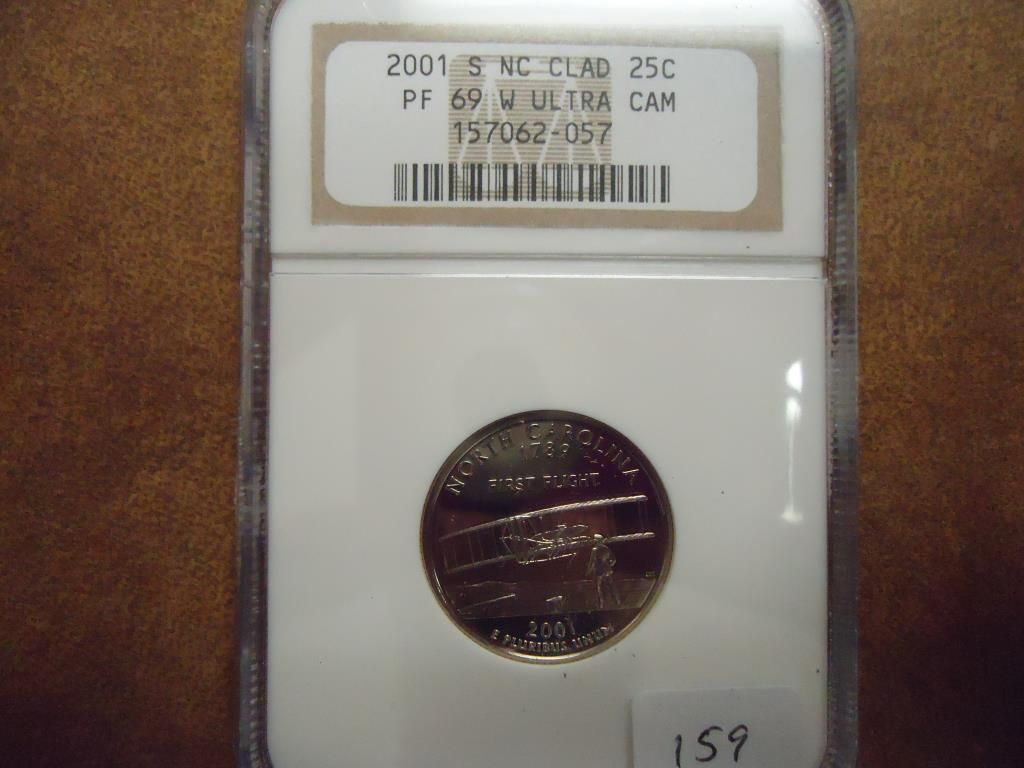 2001 S NC CLAD 25C
PF 69 W ULTRA CAM
157062-057
NORTH CAROLINA
1789
FIRST FLIGHT
2001
E PLURIBUS UNUM
159